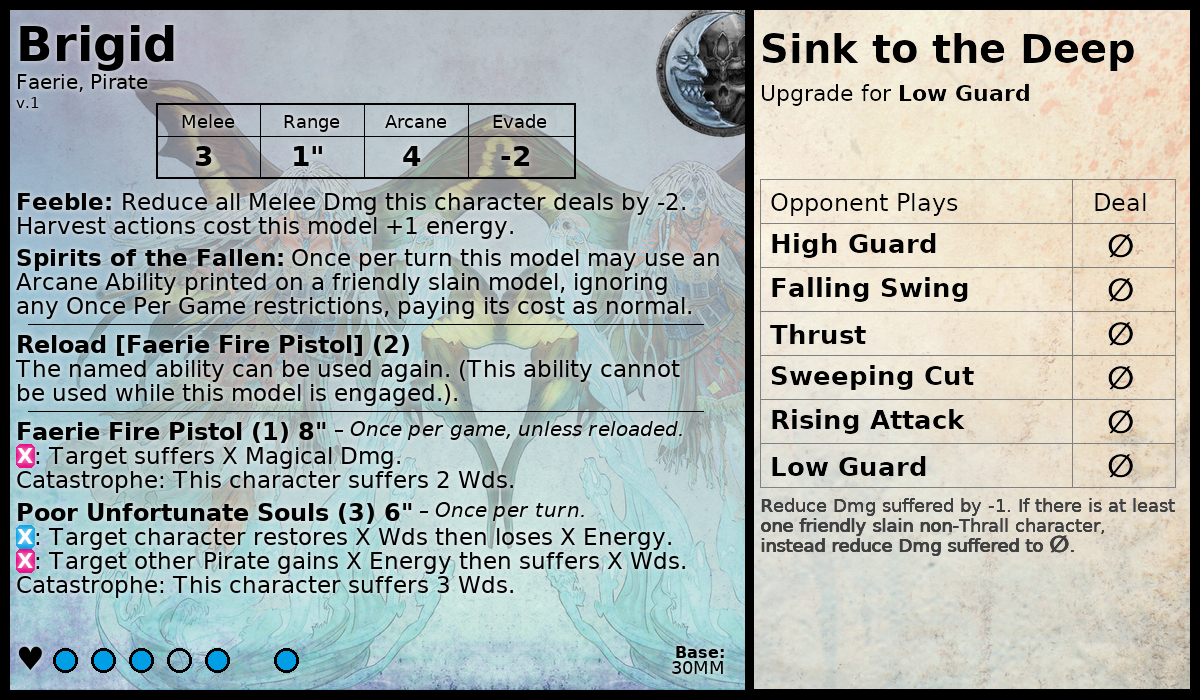 Brigid
Faerie, Pirate
v.1
Melee Range Arcane Evade
3 1" 4 -2
Feeble: Reduce all Melee Dmg this character deals by -2.
Harvest actions cost this model +1 energy.
Spirits of the Fallen: Once per turn this model may use an
Arcane Ability printed on a friendly slain model, ignoring
any Once Per Game restrictions, paying its cost as normal.
Reload [Faerie Fire Pistol] (2)
The named ability can be used again. (This ability cannot
be used while this model is engaged.).
Faerie Fire Pistol (1) 8" – Once per game, unless reloaded.
X: Target suffers X Magical Dmg.
Catastrophe: This character suffers 2 Wds.
Poor Unfortunate Souls (3) 6" – Once per turn.
X: Target character restores X Wds then loses X Energy.
X: Target other Pirate gains X Energy then suffers X Wds.
Catastrophe: This character suffers 3 Wds.
Base:
30MM
Sink to the Deep
Upgrade for Low Guard
Opponent Plays Deal
High Guard ∅
Falling Swing ∅
Thrust ∅
Sweeping Cut ∅
Rising Attack ∅
Low Guard ∅
Reduce Dmg suffered by -1. If there is at least
one friendly slain non-Thrall character,
instead reduce Dmg suffered to ∅.